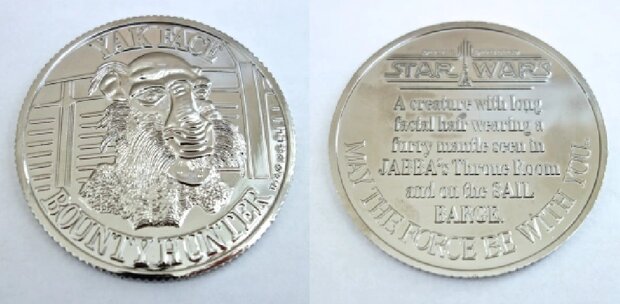 YAK FACE
BOUNTY HUNTER
STAR WARS
A creature with long
facial hair wearing a
furry mantle seen in
JABBA's Throne Room
and on the SAIL
BARGE.
MAY THE FORCE BE WITH YOU.